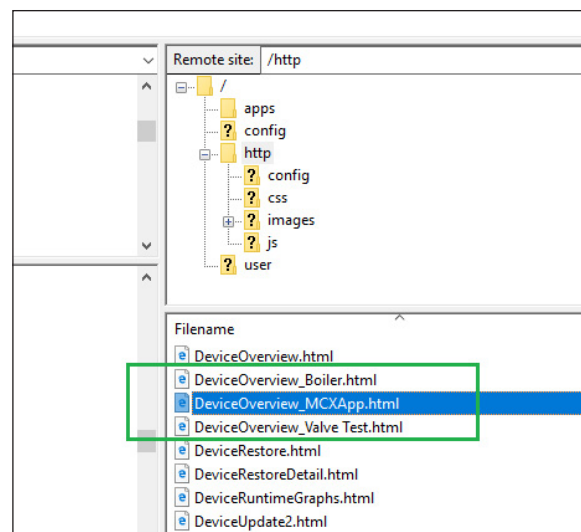 Remote site: /http
/
apps
? config
http
? config
? css
? images
? js
? user
Filename
DeviceOverview.html
DeviceOverview_Boiler.html
DeviceOverview_MCXApp.html
DeviceOverview_Valve Test.html
DeviceRestore.html
DeviceRestoreDetail.html
DeviceRuntimeGraphs.html
DeviceUpdate2.html